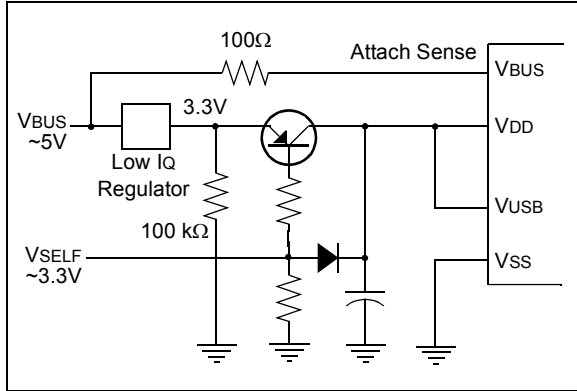 100Ω
Attach Sense
VBUS
VBUS
~5V
3.3V
VDD
Low IQ
Regulator
VUSB
100 kΩ
VSELF
~3.3V
VSS